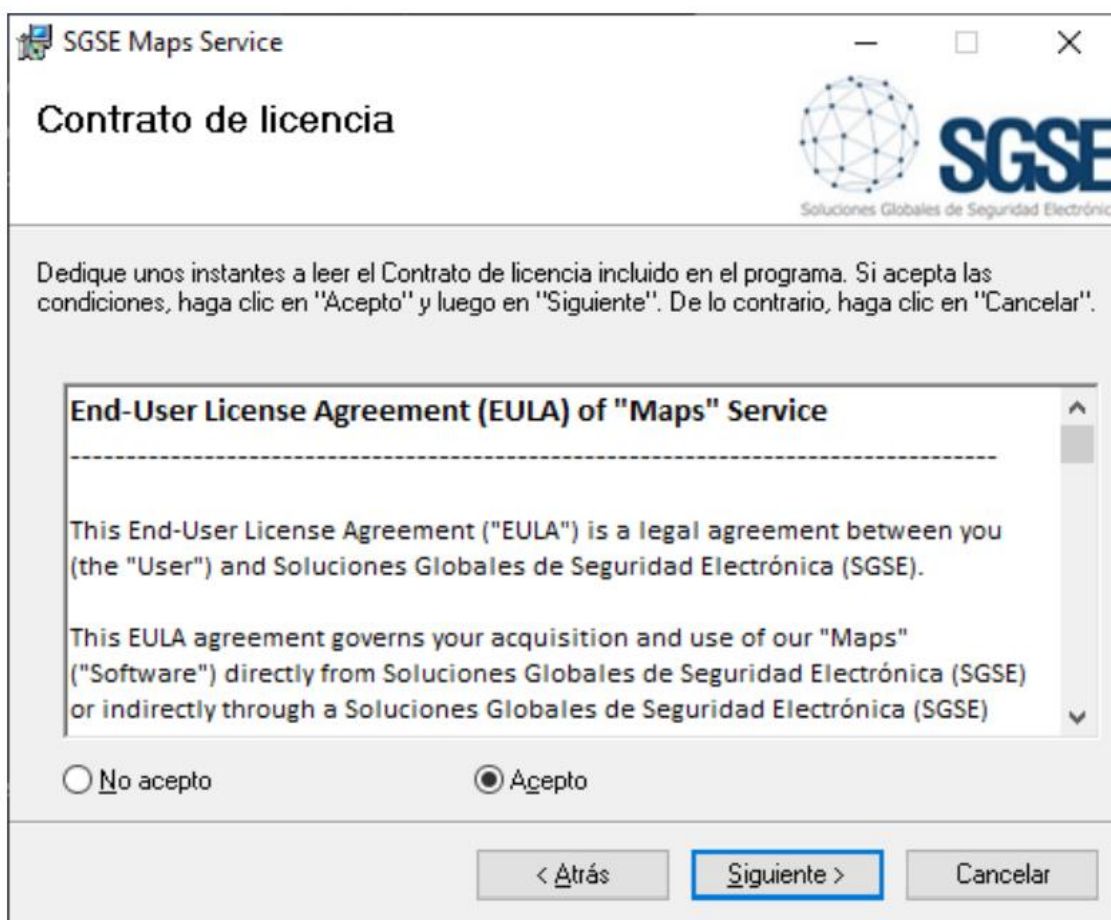 SGSE Maps Service
Contrato de licencia
SGSE
Soluciones Globales de Seguridad Electrónic
Dedique unos instantes a leer el Contrato de licencia incluido en el programa. Si acepta las
condiciones, haga clic en "Acepto" y luego en "Siguiente". De lo contrario, haga clic en "Cancelar".
End-User License Agreement (EULA) of "Maps" Service
--------------------------------------------------------------------------------
This End-User License Agreement ("EULA") is a legal agreement between you
(the "User") and Soluciones Globales de Seguridad Electrónica (SGSE).
This EULA agreement governs your acquisition and use of our "Maps"
("Software") directly from Soluciones Globales de Seguridad Electrónica (SGSE)
or indirectly through a Soluciones Globales de Seguridad Electrónica (SGSE)
No acepto
Acepto
< Atrás
Siguiente >
Cancelar